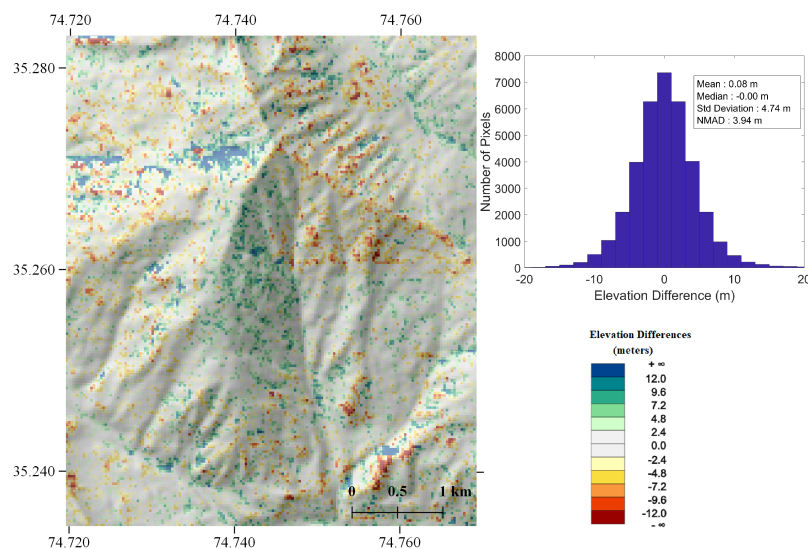 74.720 74.740 74.760
35.280
35.260
35.240
0 0.5 1 km
74.720 74.740 74.760
8000
7000
6000
5000
4000
3000
2000
1000
0
Number of Pixels
Mean : 0.08 m
Median : -0.00 m
Std Deviation : 4.74 m
NMAD : 3.94 m
-20 -10 0 10 20
Elevation Difference (m)
Elevation Differences
(meters)
+ ∞
12.0
9.6
7.2
4.8
2.4
0.0
-2.4
-4.8
-7.2
-9.6
-12.0
- ∞